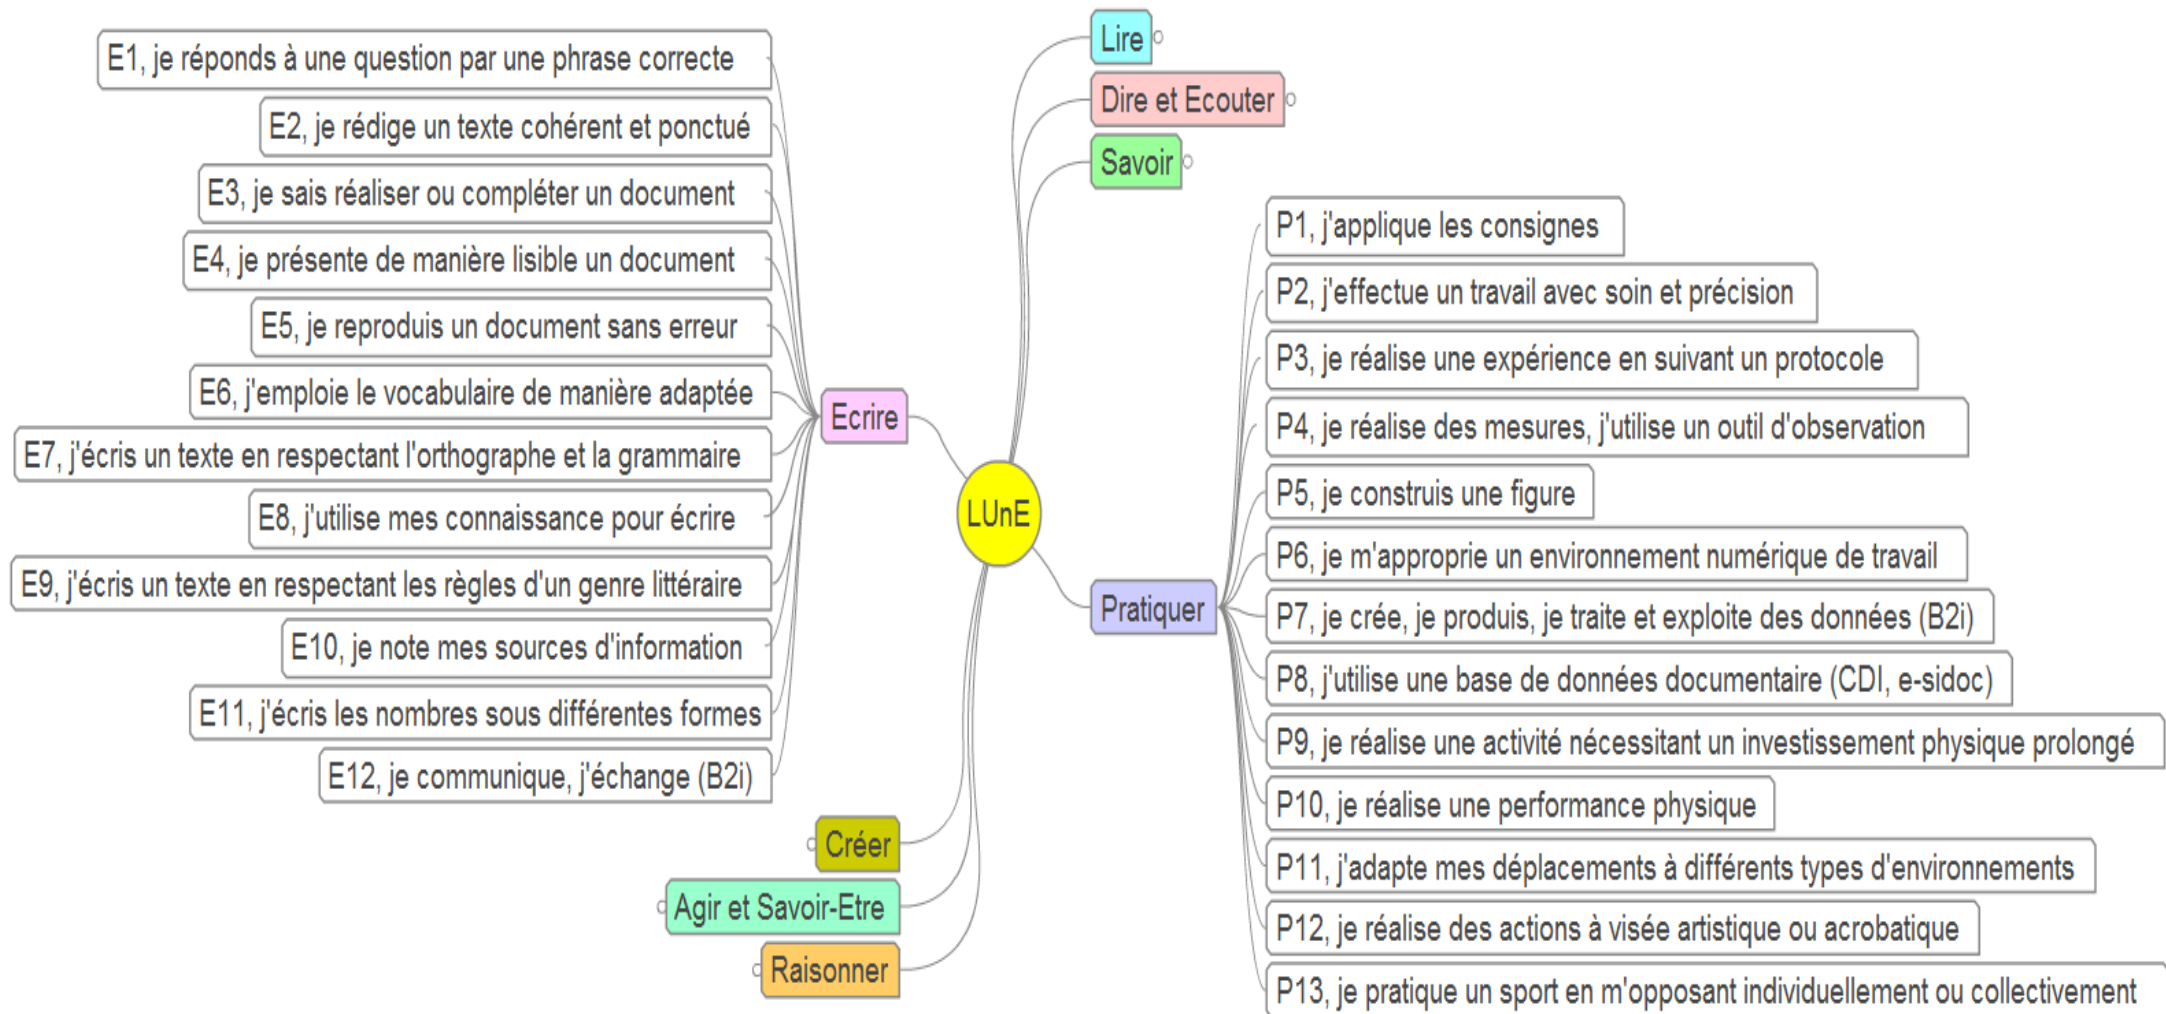 E1, je réponds à une question par une phrase correcte
E2, je rédige un texte cohérent et ponctué
E3, je sais réaliser ou compléter un document
E4, je présente de manière lisible un document
E5, je reproduis un document sans erreur
E6, j'emploie le vocabulaire de manière adaptée
E7, j'écris un texte en respectant l'orthographe et la grammaire
E8, j'utilise mes connaissance pour écrire
E9, j'écris un texte en respectant les règles d'un genre littéraire
E10, je note mes sources d'information
E11, j'écris les nombres sous différentes formes
E12, je communique, j'échange (B2i)
Ecrire
Créer
Agir et Savoir-Etre
Raisonner
LUnE
Lire
Dire et Ecouter
Savoir
Pratiquer
P1, j'applique les consignes
P2, j'effectue un travail avec soin et précision
P3, je réalise une expérience en suivant un protocole
P4, je réalise des mesures, j'utilise un outil d'observation
P5, je construis une figure
P6, je m'approprie un environnement numérique de travail
P7, je crée, je produis, je traite et exploite des données (B2i)
P8, j'utilise une base de données documentaire (CDI, e-sidoc)
P9, je réalise une activité nécessitant un investissement physique prolongé
P10, je réalise une performance physique
P11, j'adapte mes déplacements à différents types d'environnements
P12, je réalise des actions à visée artistique ou acrobatique
P13, je pratique un sport en m'opposant individuellement ou collectivement